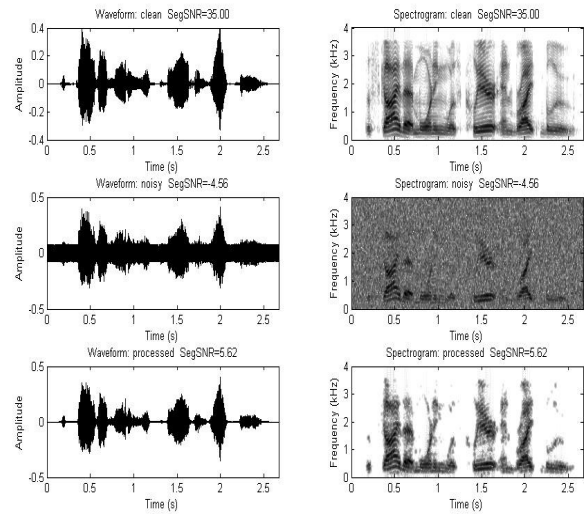 Waveform: clean SegSNR=35.00
Amplitude
0.4
0.2
0
-0.2
-0.4
0 0.5 1 1.5 2 2.5
Time (s)
Spectrogram: clean SegSNR=35.00
Frequency (kHz)
4
3
2
1
0
0 0.5 1 1.5 2 2.5
Time (s)
Waveform: noisy SegSNR=-4.56
Amplitude
0.5
0
-0.5
0 0.5 1 1.5 2 2.5
Time (s)
Spectrogram: noisy SegSNR=-4.56
Frequency (kHz)
4
3
2
1
0
0 0.5 1 1.5 2 2.5
Time (s)
Waveform: processed SegSNR=5.62
Amplitude
0.5
0
-0.5
0 0.5 1 1.5 2 2.5
Time (s)
Spectrogram: processed SegSNR=5.62
Frequency (kHz)
4
3
2
1
0
0 0.5 1 1.5 2 2.5
Time (s)